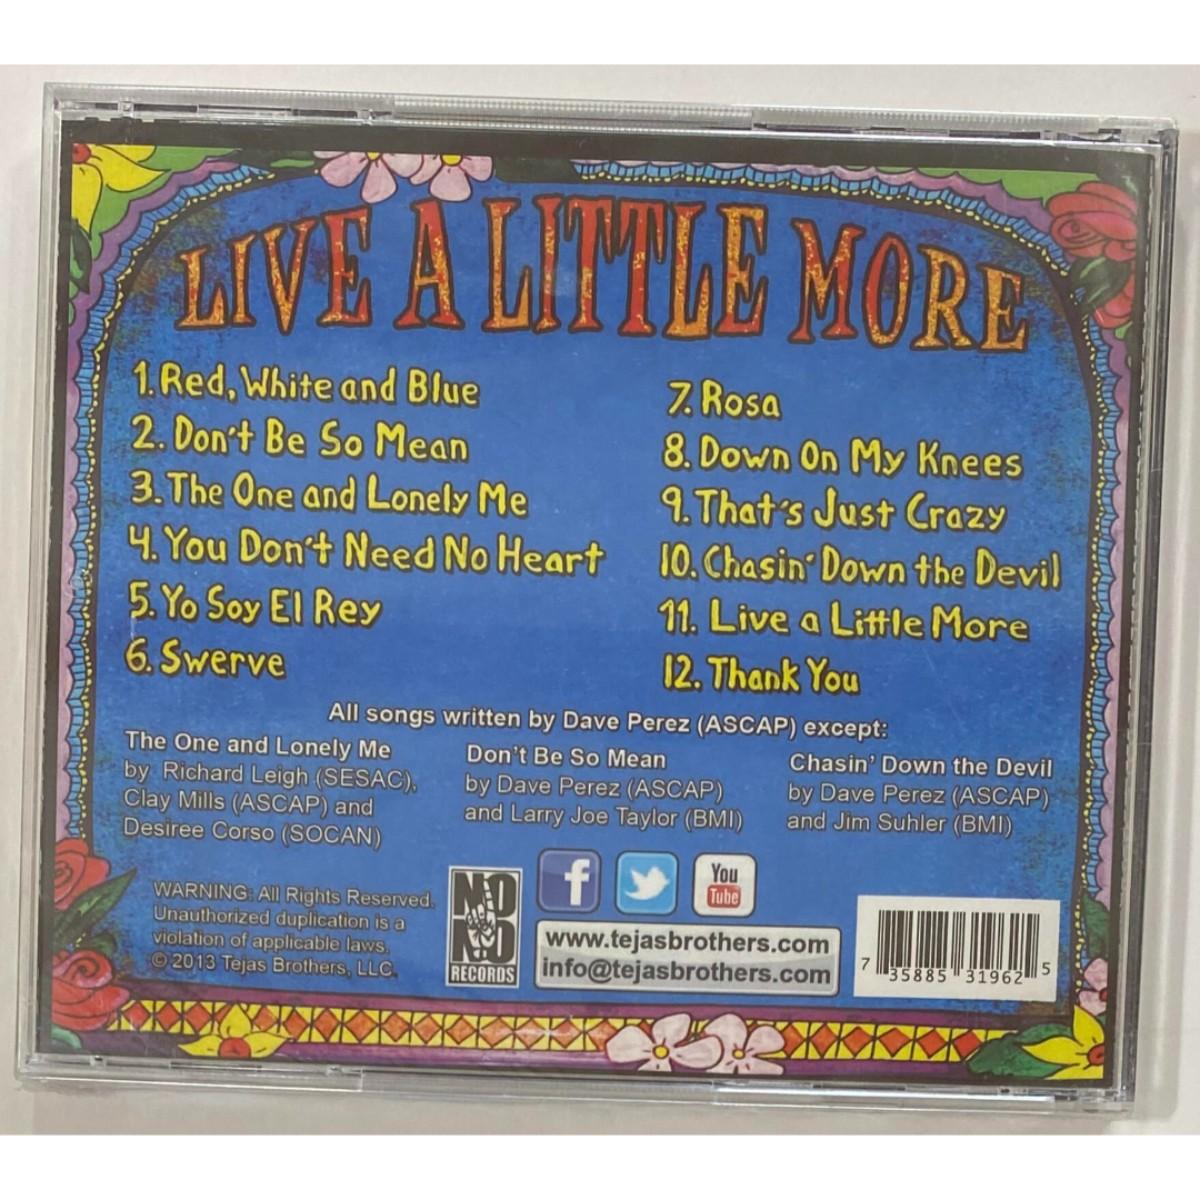 LIVE A LITTLE MORE
1. Red, White and Blue
2. Don't Be So Mean
3. The One and Lonely Me
4. You Don't Need No Heart
5. Yo Soy El Rey
6. Swerve
7. Rosa
8. Down On My Knees
9. That's Just Crazy
10. Chasin' Down the Devil
11. Live a Little More
12. Thank You
All songs written by Dave Perez (ASCAP) except:
The One and Lonely Me
by Richard Leigh (SESAC),
Clay Mills (ASCAP) and
Desiree Corso (SOCAN)
Don't Be So Mean
by Dave Perez (ASCAP)
and Larry Joe Taylor (BMI)
Chasin' Down the Devil
by Dave Perez (ASCAP)
and Jim Suhler (BMI)
WARNING: All Rights Reserved.
Unauthorized duplication is a
violation of applicable laws.
© 2013 Tejas Brothers, LLC.
NO
NO
RECORDS
f
You
Tube
www.tejasbrothers.com
info@tejasbrothers.com
7 35885 31962 5